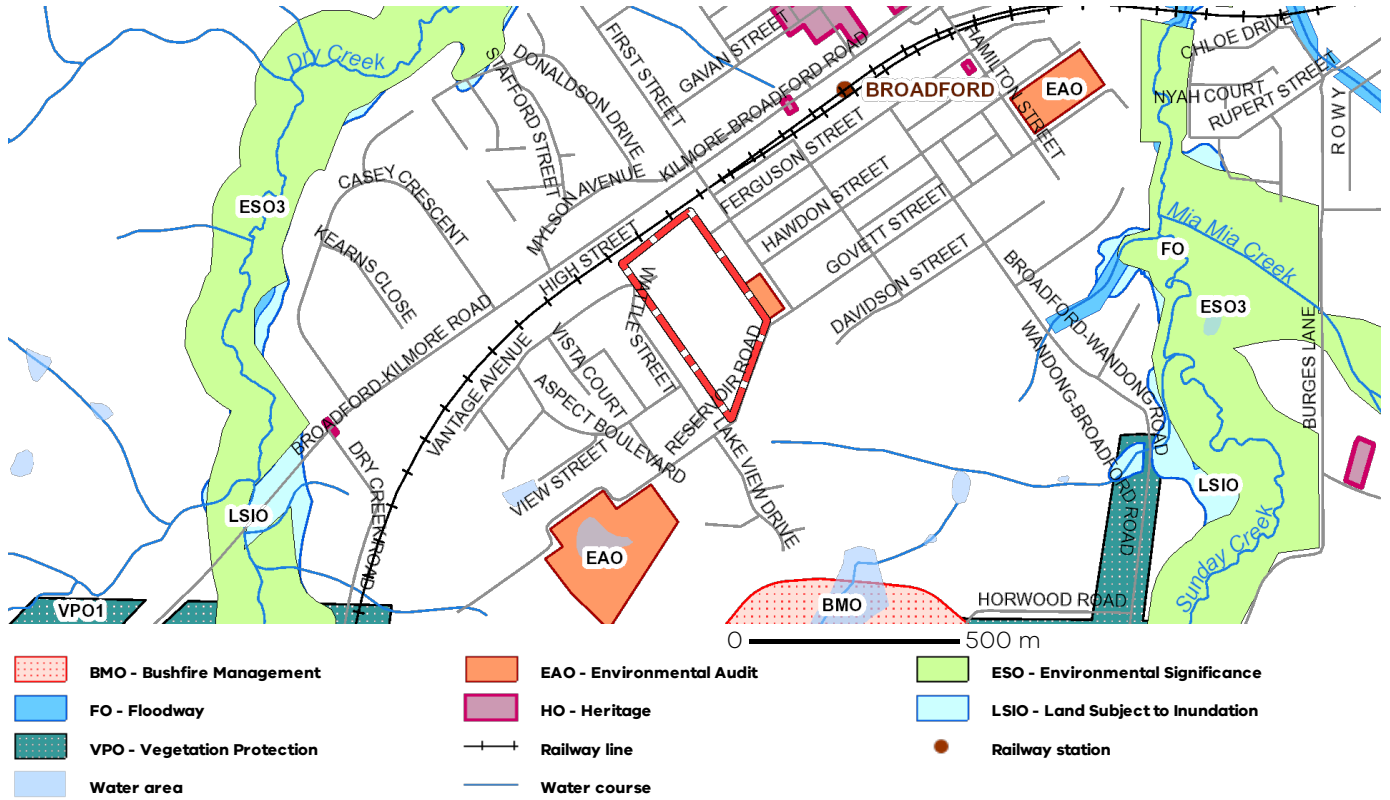 Dry Creek
STAFFORD STREET
DONALDSON DRIVE
FIRST STREET
GAVAN STREET
KILMORE-BROADFORD ROAD
HAMILTON STREET
CHLOE DRIVE
BROADFORD
EAO
NYAH COURT
RUPERT STREET
ROWY
CASEY CRESCENT
MYLSON AVENUE
FERGUSON STREET
ESO3
KEARNS CLOSE
HIGH STREET
HAWDON STREET
GOVETT STREET
DAVIDSON STREET
Mia Mia Creek
FO
ESO3
WATTLE STREET
BROADFORD-WANDONG ROAD
WANDONG-BROADFORD ROAD
BURGES LANE
BROADFORD-KILMORE ROAD
VANTAGE AVENUE
VISTA COURT
ASPECT BOULEVARD
RESERVOIR ROAD
LAKE VIEW DRIVE
VIEW STREET
DRY CREEK ROAD
LSIO
LSIO
Sunday Creek
EAO
VPO1
BMO
HORWOOD ROAD
0 500 m
BMO - Bushfire Management
EAO - Environmental Audit
ESO - Environmental Significance
FO - Floodway
HO - Heritage
LSIO - Land Subject to Inundation
VPO - Vegetation Protection
Railway line
Railway station
Water area
Water course